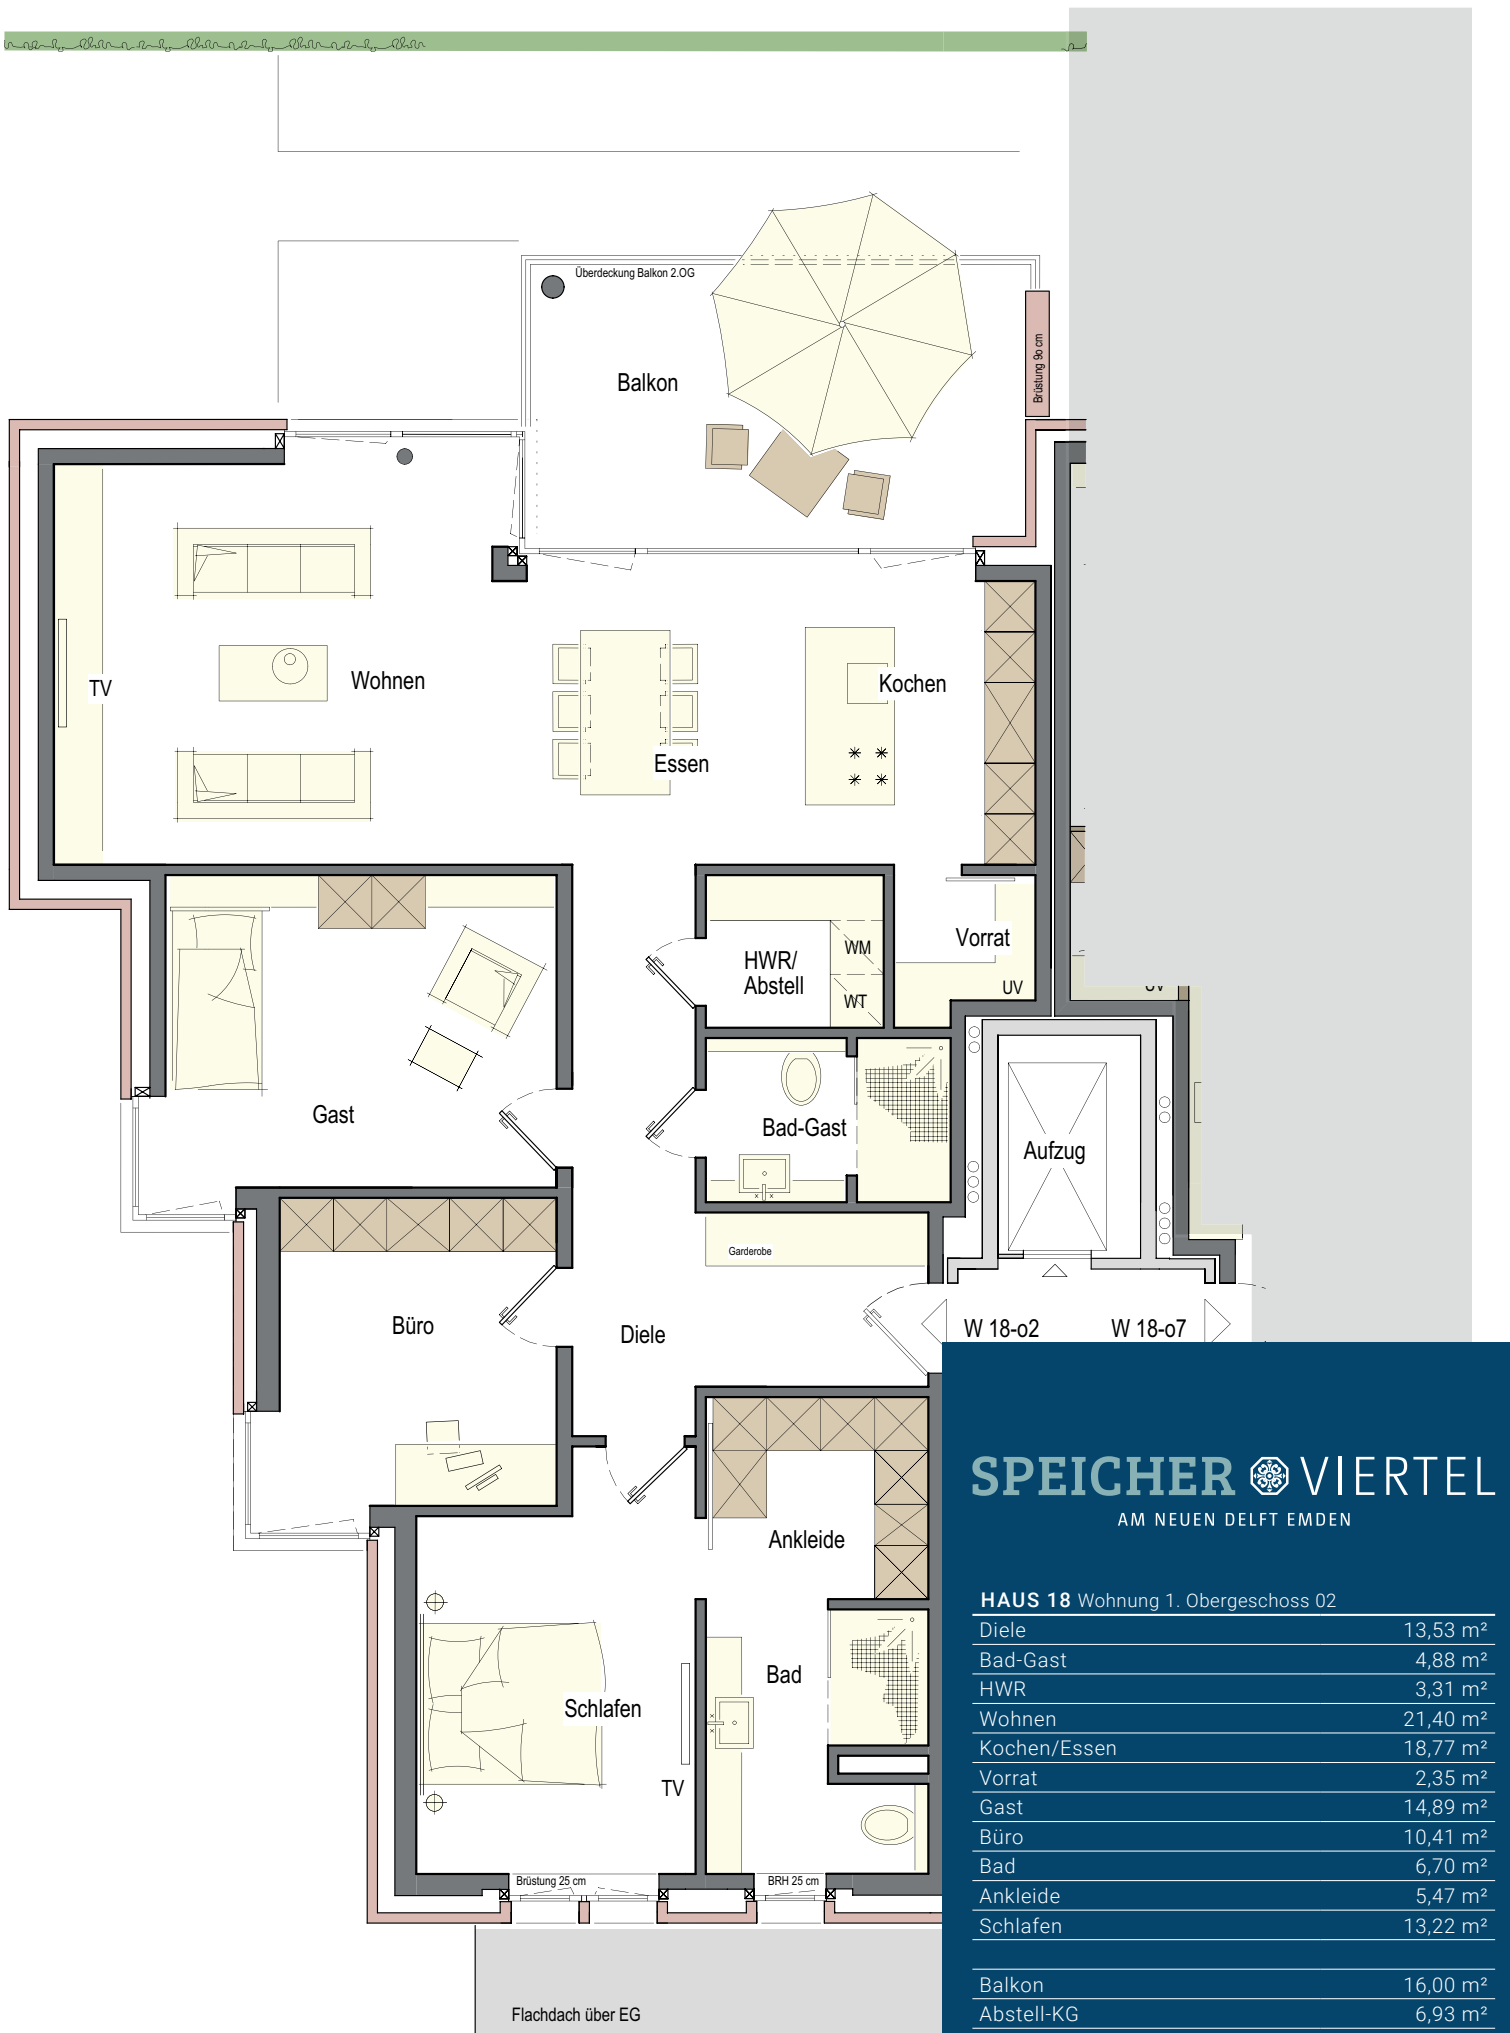 Überdeckung Balkon 2.OG
Brüstung 90 cm
Balkon
TV
Wohnen
Kochen
Essen
HWR/
Abstell
WM
WT
Vorrat
UV
Gast
Bad-Gast
Aufzug
Garderobe
Büro
Diele
W 18-o2
W 18-o7
Ankleide
Bad
Schlafen
TV
Brüstung 25 cm
BRH 25 cm
Flachdach über EG
SPEICHER VIERTEL
AM NEUEN DELFT EMDEN
HAUS 18 Wohnung 1. Obergeschoss 02
Diele 13,53 m²
Bad-Gast 4,88 m²
HWR 3,31 m²
Wohnen 21,40 m²
Kochen/Essen 18,77 m²
Vorrat 2,35 m²
Gast 14,89 m²
Büro 10,41 m²
Bad 6,70 m²
Ankleide 5,47 m²
Schlafen 13,22 m²
Balkon 16,00 m²
Abstell-KG 6,93 m²